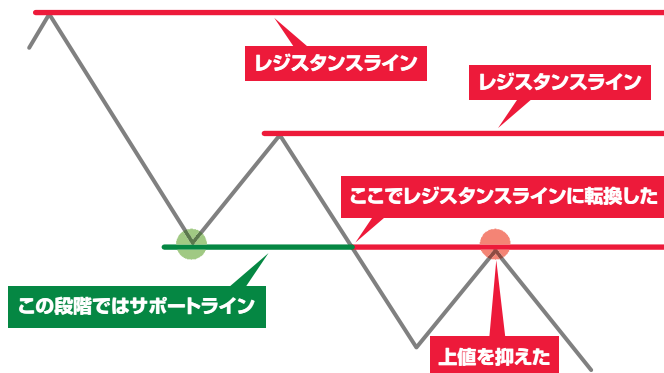 レジスタンスライン
レジスタンスライン
ここでレジスタンスラインに転換した
この段階ではサポートライン
上値を抑えた